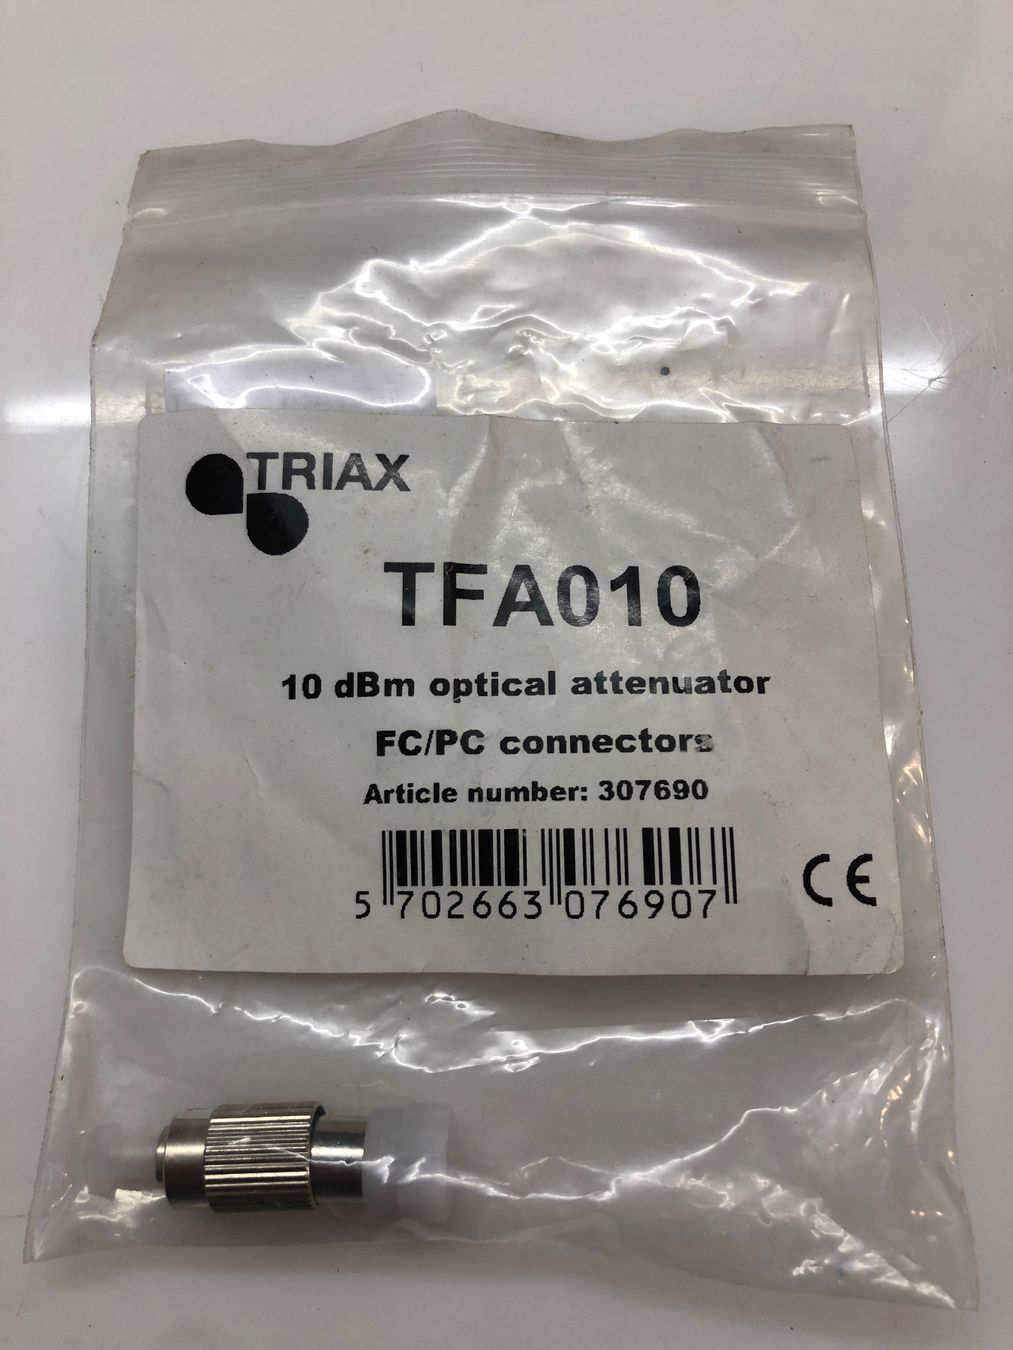 TRIAX
TFA010
10 dBm optical attenuator
FC/PC connectors
Article number: 307690
5 702663 076907
CE